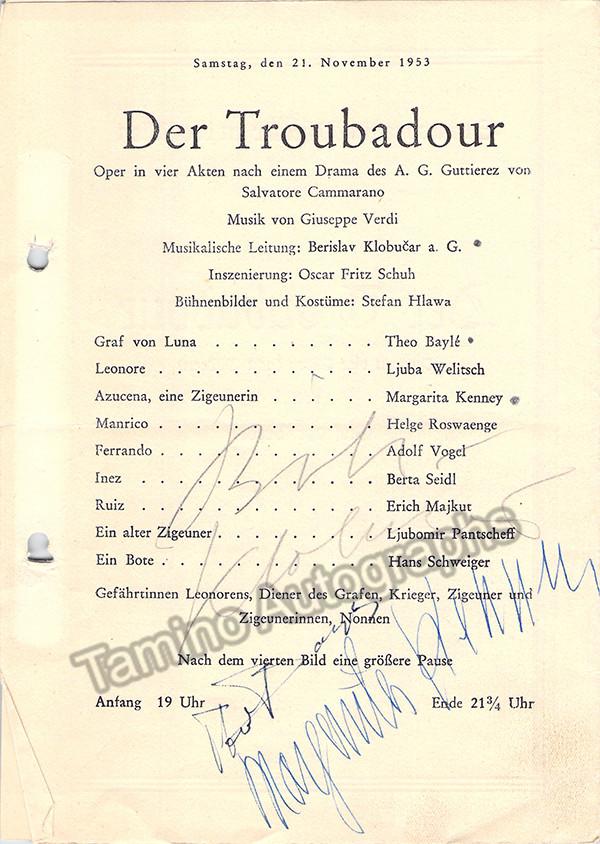 Samstag, den 21. November 1953
Der Troubadour
Oper in vier Akten nach einem Drama des A. G. Guttierez von
Salvatore Cammarano
Musik von Giuseppe Verdi
Musikalische Leitung: Berislav Klobučar a. G.
Inszenierung: Oscar Fritz Schuh
Bühnenbilder und Kostüme: Stefan Hlawa
Graf von Luna . . . . . . . . . . Theo Baylé
Leonore . . . . . . . . . . . . Ljuba Welitsch
Azucena, eine Zigeunerin . . . . . . Margarita Kenney
Manrico . . . . . . . . . . . . Helge Roswaenge
Ferrando . . . . . . . . . . . . Adolf Vogel
Inez . . . . . . . . . . . . . Berta Seidl
Ruiz . . . . . . . . . . . . . Erich Majkut
Ein alter Zigeuner . . . . . . . . . Ljubomir Pantscheff
Ein Bote . . . . . . . . . . . . Hans Schweiger
Gefährtinnen Leonorens, Diener des Grafen, Krieger, Zigeuner und
Zigeunerinnen, Nonnen
Nach dem vierten Bild eine größere Pause
Anfang 19 Uhr Ende 21¾ Uhr
Margarita Kenney
Tamino Autographs